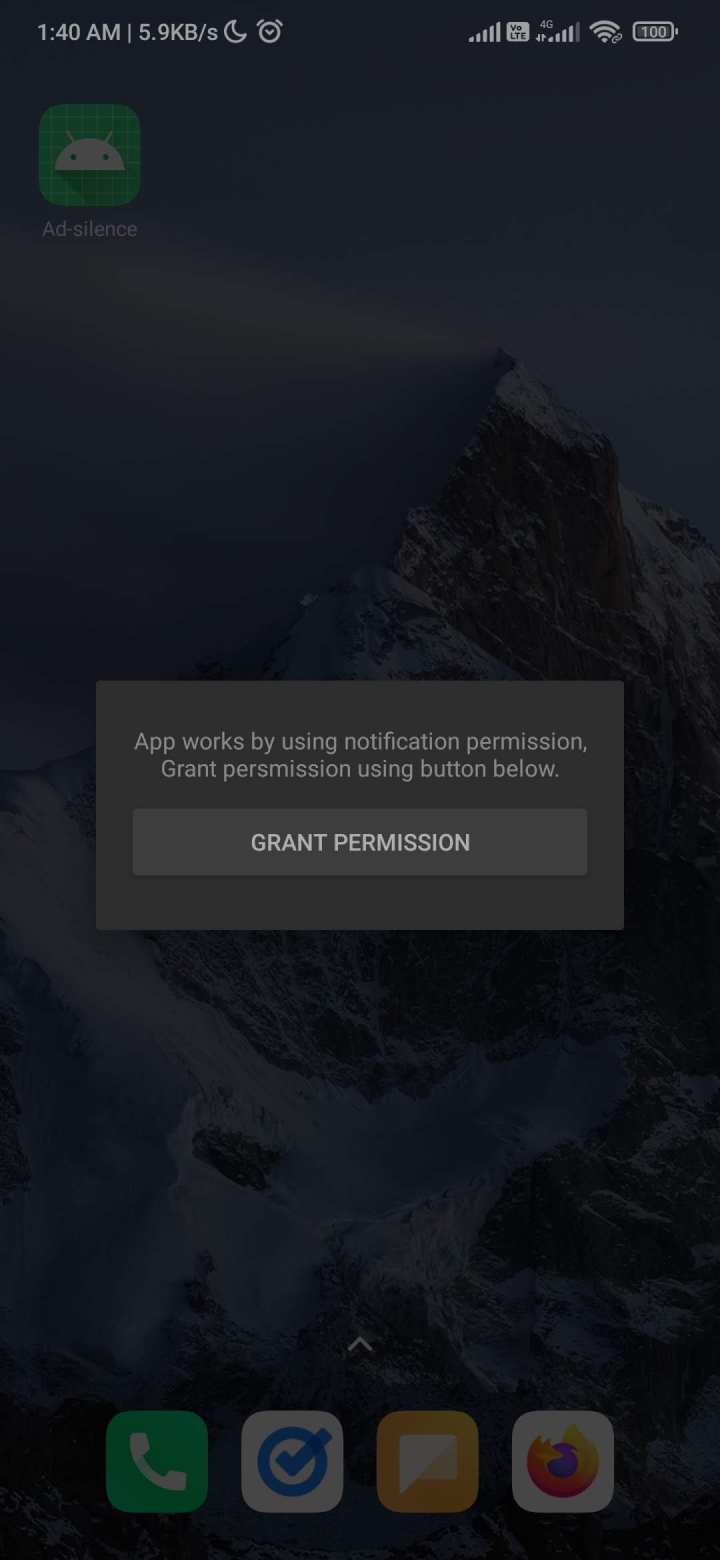 1:40 AM | 5.9KB/s Vo LTE 4G 100
Ad-silence
App works by using notification permission,
Grant persmission using button below.
GRANT PERMISSION